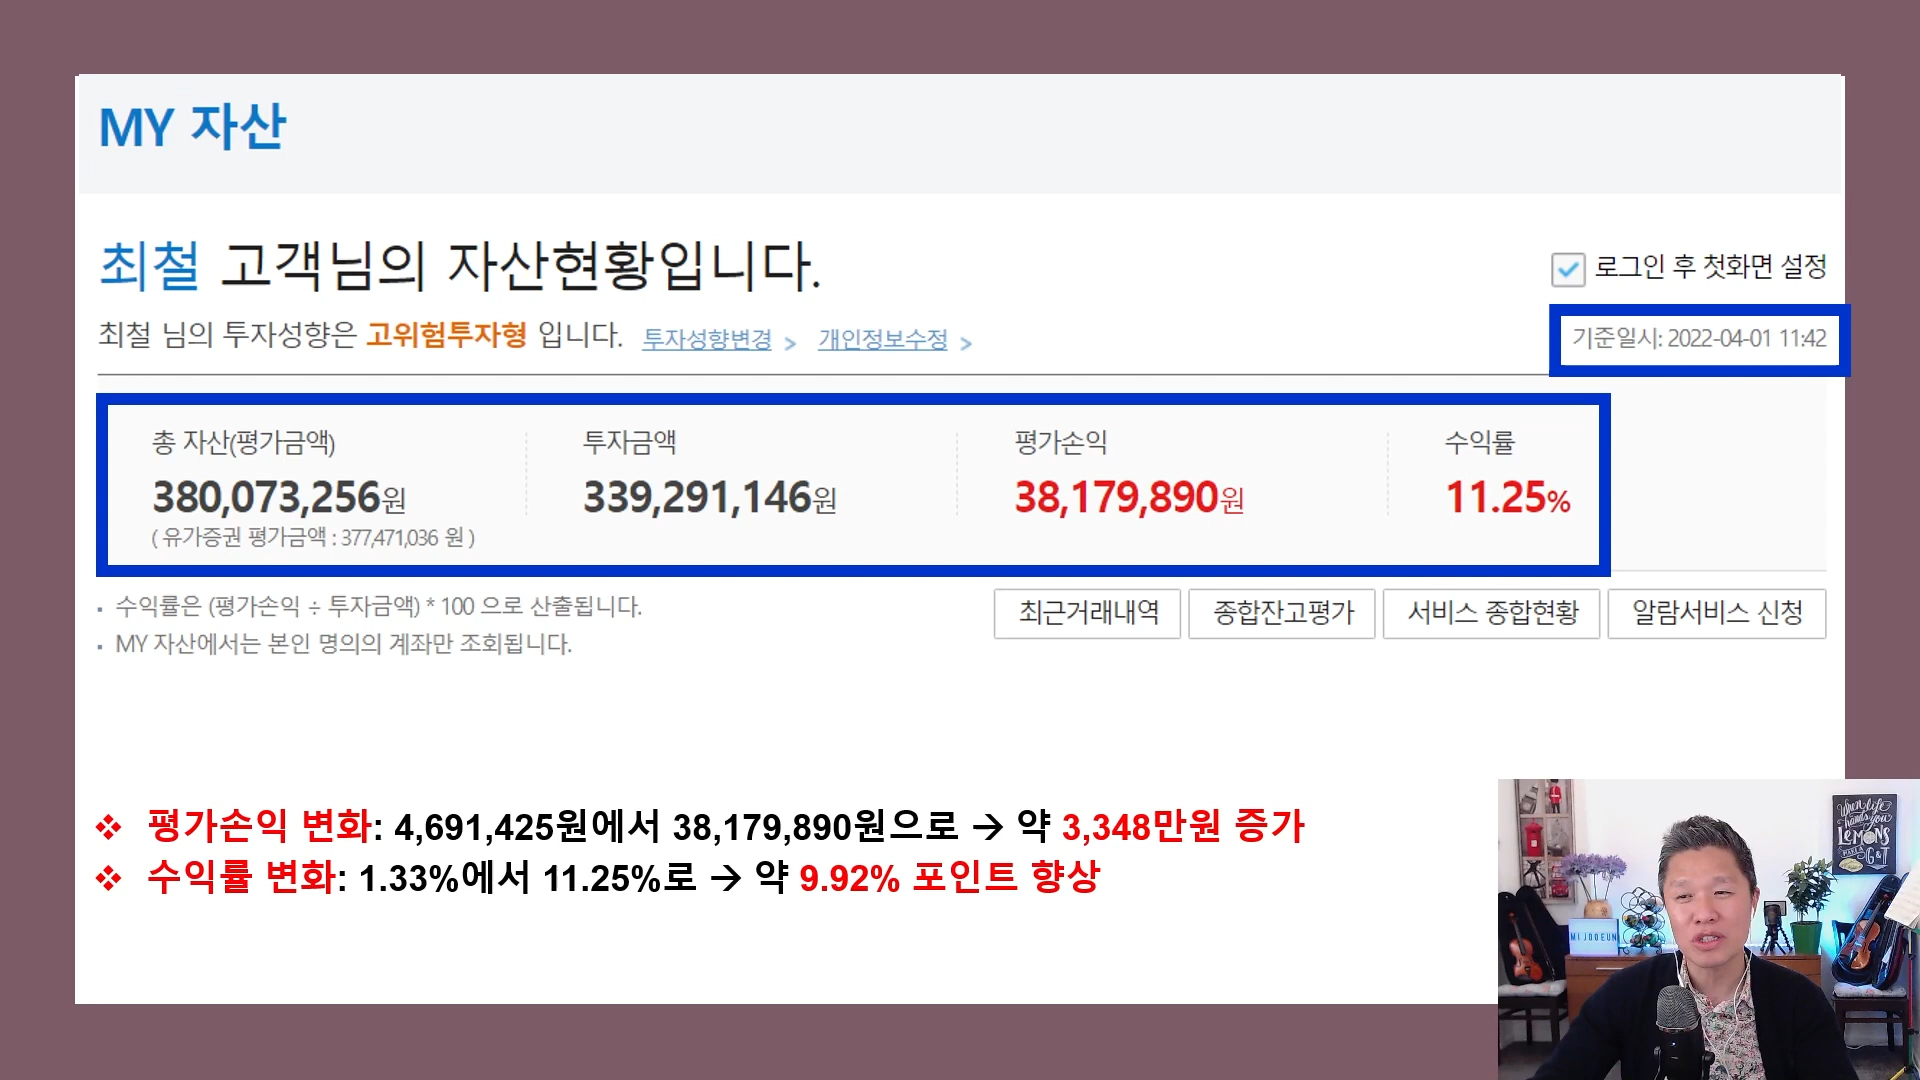 MY 자산
최철 고객님의 자산현황입니다.
로그인 후 첫화면 설정
최철 님의 투자성향은 고위험투자형 입니다. 투자성향변경 > 개인정보수정 >
기준일시: 2022-04-01 11:42
총 자산(평가금액) 투자금액 평가손익 수익률
380,073,256원 339,291,146원 38,179,890원 11.25%
( 유가증권 평가금액 : 377,471,036 원 )
▪ 수익률은 (평가손익 ÷ 투자금액) * 100 으로 산출됩니다.
▪ MY 자산에서는 본인 명의의 계좌만 조회됩니다.
최근거래내역 종합잔고평가 서비스 종합현황 알람서비스 신청
❖ 평가손익 변화: 4,691,425원에서 38,179,890원으로 → 약 3,348만원 증가
❖ 수익률 변화: 1.33%에서 11.25%로 → 약 9.92% 포인트 향상
When life
hands you
LEMONS
G&T
MI JOOEUN